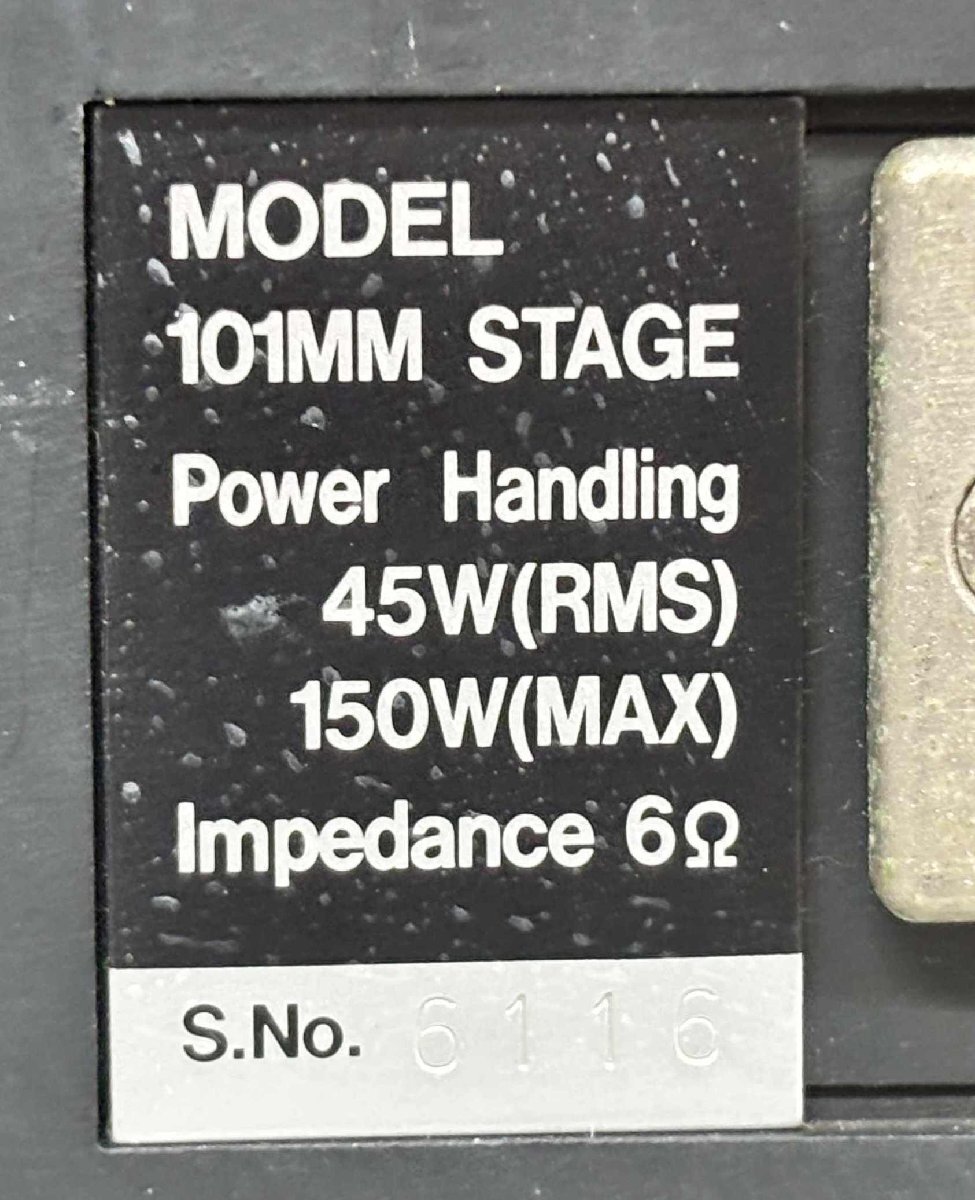 MODEL
101MM STAGE
Power Handling
45W(RMS)
150W(MAX)
Impedance 6Ω
S.No. 6116